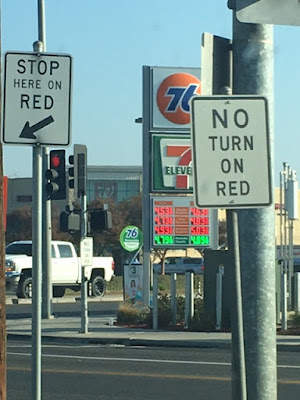 STOP
HERE ON
RED
76
7
ELEVEN
NO
TURN
ON
RED
76